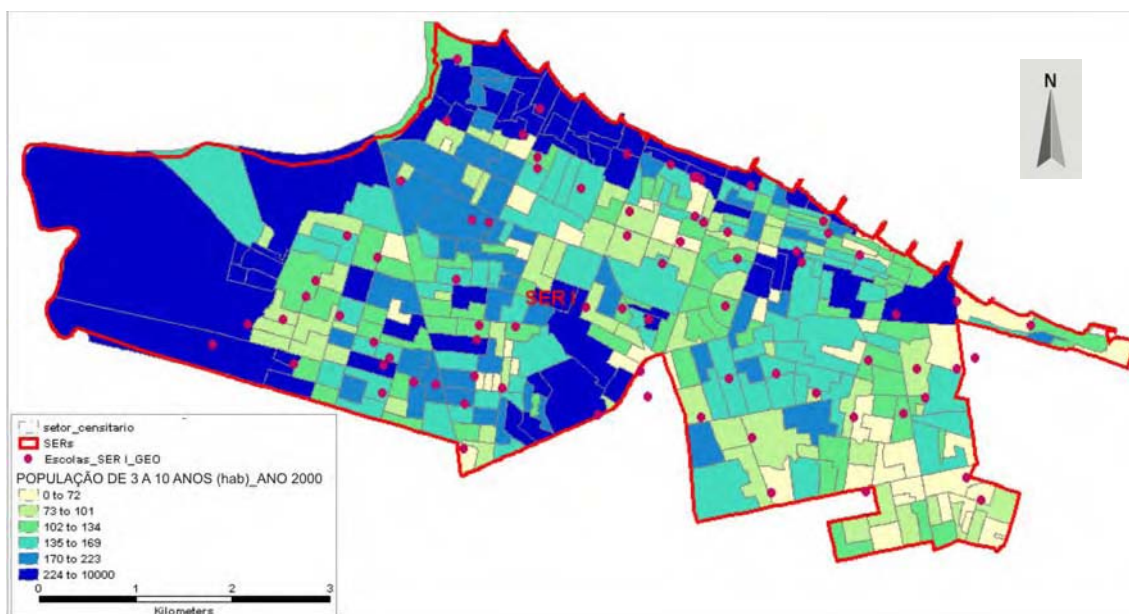 N
SER I
setor_censitario
SERs
Escolas_SER I_GEO
POPULAÇÃO DE 3 A 10 ANOS (hab)_ANO 2000
0 to 72
73 to 101
102 to 134
135 to 169
170 to 223
224 to 10000
0 1 2 3
Kilometers